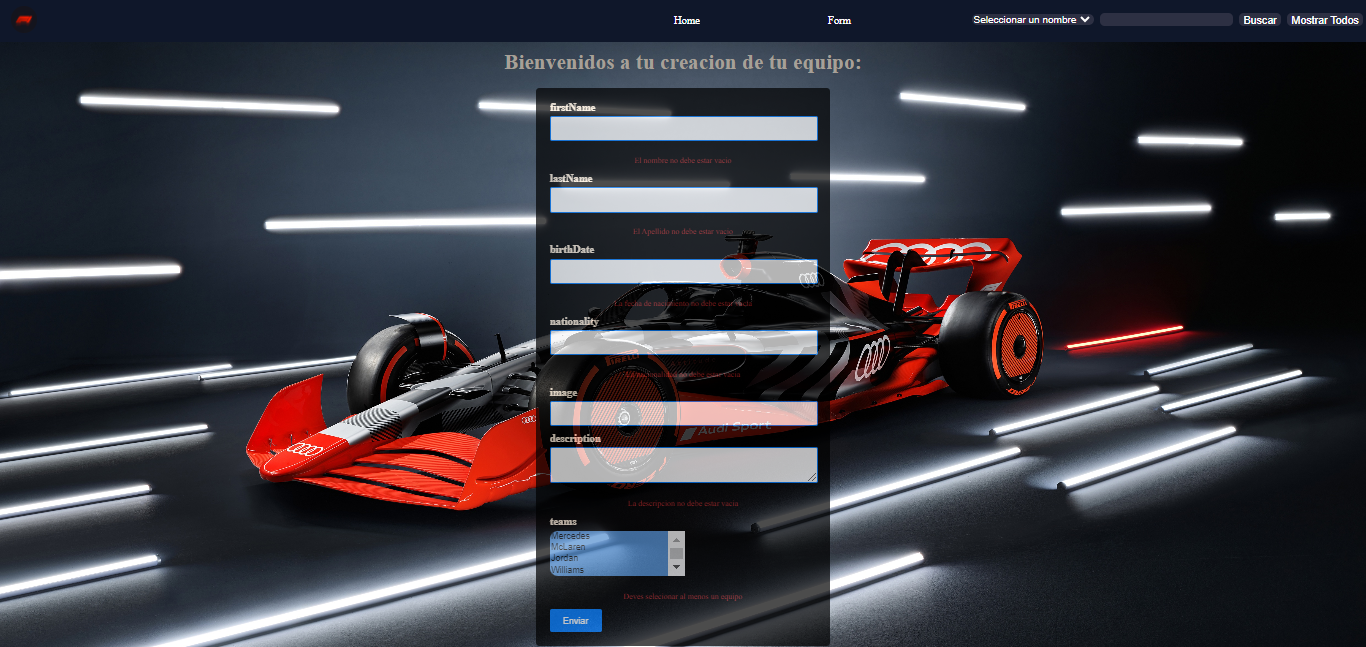 Home
Form
Seleccionar un nombre
Buscar
Mostrar Todos
Bienvenidos a tu creacion de tu equipo:
firstName
El nombre no debe estar vacio
lastName
El Apellido no debe estar vacio
birthDate
La fecha de nacimiento no debe estar vacia
nationality
La nacionalidad no debe estar vacia
PIRELLI
image
Audi Sport
description
La descripcion no debe estar vacia
teams
Mercedes
McLaren
Jordan
Williams
Debes selecionar al menos un equipo
Enviar